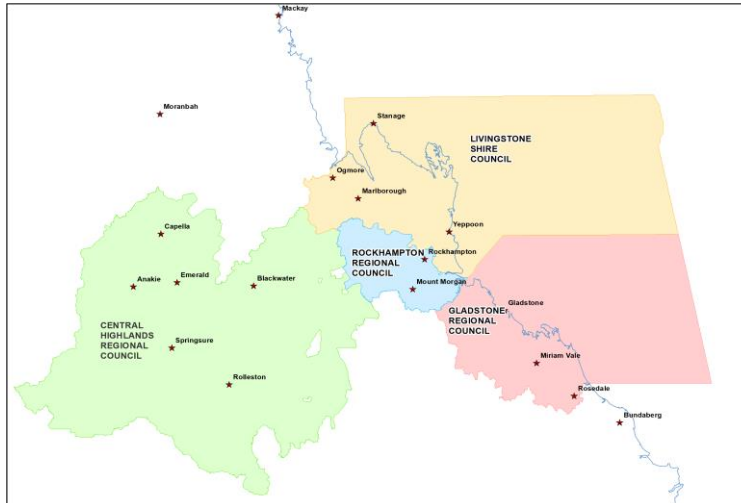 Mackay
Moranbah
Stanage
LIVINGSTONE
SHIRE
COUNCIL
Ogmore
Marlborough
Capella
Yeppoon
ROCKHAMPTON
REGIONAL
COUNCIL
Rockhampton
Anakie
Emerald
Blackwater
Mount Morgan
Gladstone
GLADSTONE
REGIONAL
COUNCIL
CENTRAL
HIGHLANDS
REGIONAL
COUNCIL
Springsure
Miriam Vale
Rolleston
Rosedale
Bundaberg